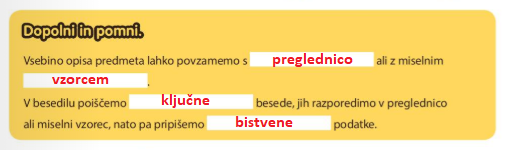 Dopolni in pomni.
Vsebino opisa predmeta lahko povzamemo s preglednico ali z miselnim
vzorcem.
V besedilu poiščemo ključne besede, jih razporedimo v preglednico
ali miselni vzorec, nato pa pripišemo bistvene podatke.